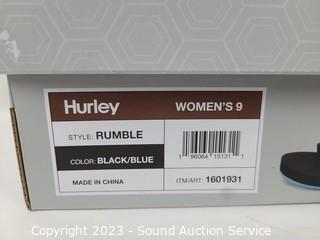 Hurley
WOMEN'S 9
STYLE: RUMBLE
COLOR: BLACK/BLUE
1 96064 15131 1
MADE IN CHINA
ITM/ART: 1601931
Copyright 2023 - Sound Auction Service